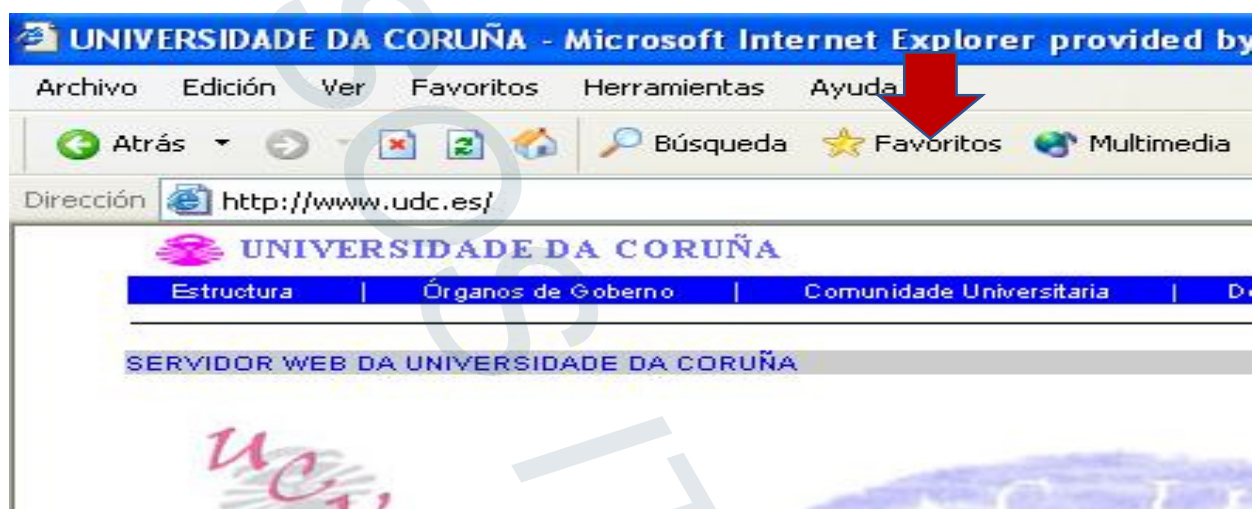 UNIVERSIDADE DA CORUÑA - Microsoft Internet Explorer provided by
Archivo Edición Ver Favoritos Herramientas Ayuda
Atrás Búsqueda Favoritos Multimedia
Dirección http://www.udc.es/
UNIVERSIDADE DA CORUÑA
Estructura | Órganos de Goberno | Comunidade Universitaria |
SERVIDOR WEB DA UNIVERSIDADE DA CORUÑA